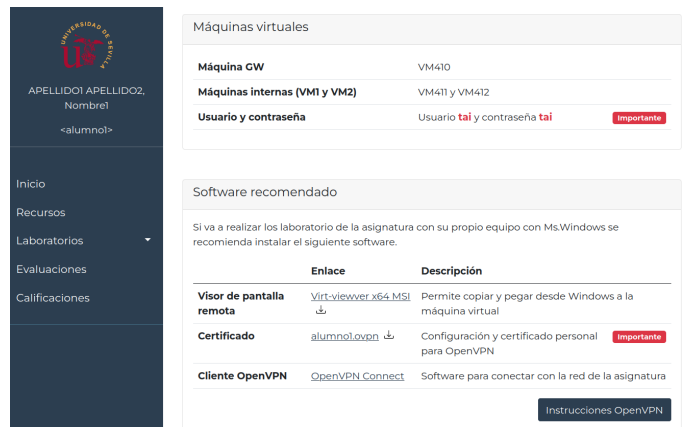 UNIVERSIDAD DE SEVILLA
APELLIDO1 APELLIDO2,
Nombre1
<alumno1>
Inicio
Recursos
Laboratorios
Evaluaciones
Calificaciones
Máquinas virtuales
Máquina GW VM410
Máquinas internas (VM1 y VM2) VM411 y VM412
Usuario y contraseña Usuario tai y contraseña tai Importante
Software recomendado
Si va a realizar los laboratorio de la asignatura con su propio equipo con Ms.Windows se
recomienda instalar el siguiente software.
Enlace Descripción
Visor de pantalla Virt-viewver x64 MSI Permite copiar y pegar desde Windows a la
remota máquina virtual
Certificado alumno1.ovpn Configuración y certificado personal Importante
para OpenVPN
Cliente OpenVPN OpenVPN Connect Software para conectar con la red de la asignatura
Instrucciones OpenVPN